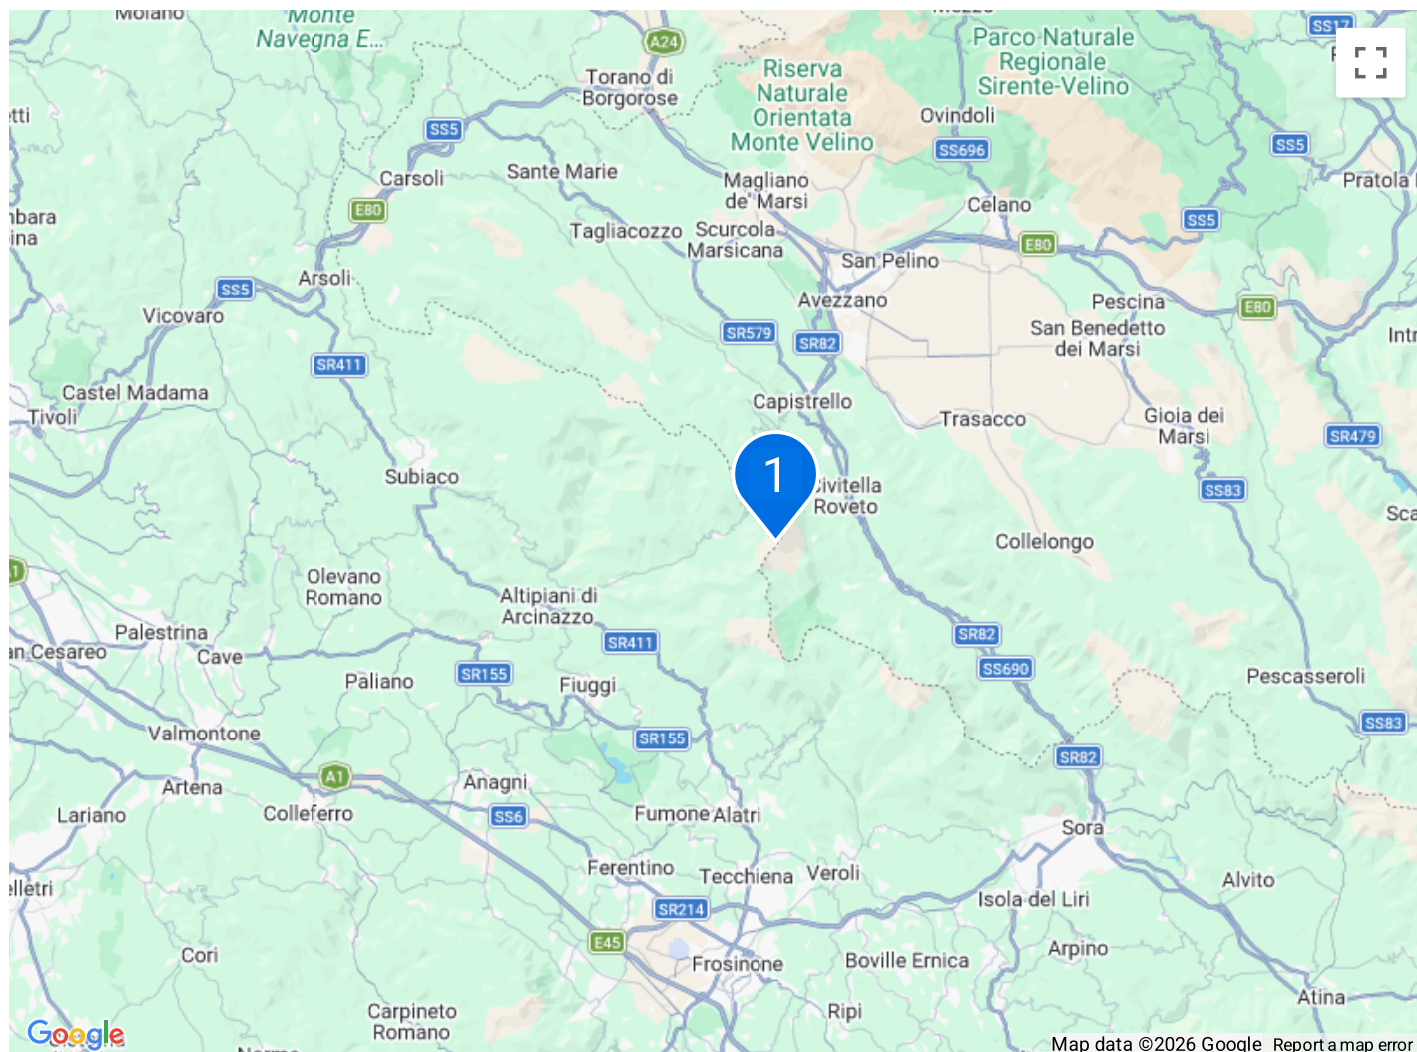 Monte
Navegna E...
A24
SS17
Parco Naturale
Regionale
Sirente-Velino
Riserva
Naturale
Orientata
Monte Velino
Torano di
Borgorose
Ovindoli
SS5
SS696
SS5
Carsoli
Sante Marie
Magliano
de' Marsi
Pratola
E80
Celano
SS5
Tagliacozzo
Scurcola
Marsicana
E80
San Pelino
Arsoli
SS5
Avezzano
Pescina
E80
Vicovaro
SR579
SR82
San Benedetto
dei Marsi
SR411
Castel Madama
Tivoli
Capistrello
Trasacco
Gioia dei
Marsi
SR479
Subiaco
1
Civitella
Roveto
SS83
Collelongo
Olevano
Romano
Altipiani di
Arcinazzo
Palestrina
an Cesareo
Cave
SR411
SR82
SS690
SR155
Paliano
Fiuggi
Pescasseroli
SS83
Valmontone
SR155
SR82
A1
Anagni
Artena
Lariano
Colleferro
SS6
Fumone
Alatri
Sora
Ferentino
Tecchiena
Veroli
Alvito
elletri
Isola del Liri
SR214
E45
Cori
Frosinone
Boville Ernica
Arpino
Carpineto
Romano
Ripi
Atina
Google
Map data ©2026 Google
Report a map error